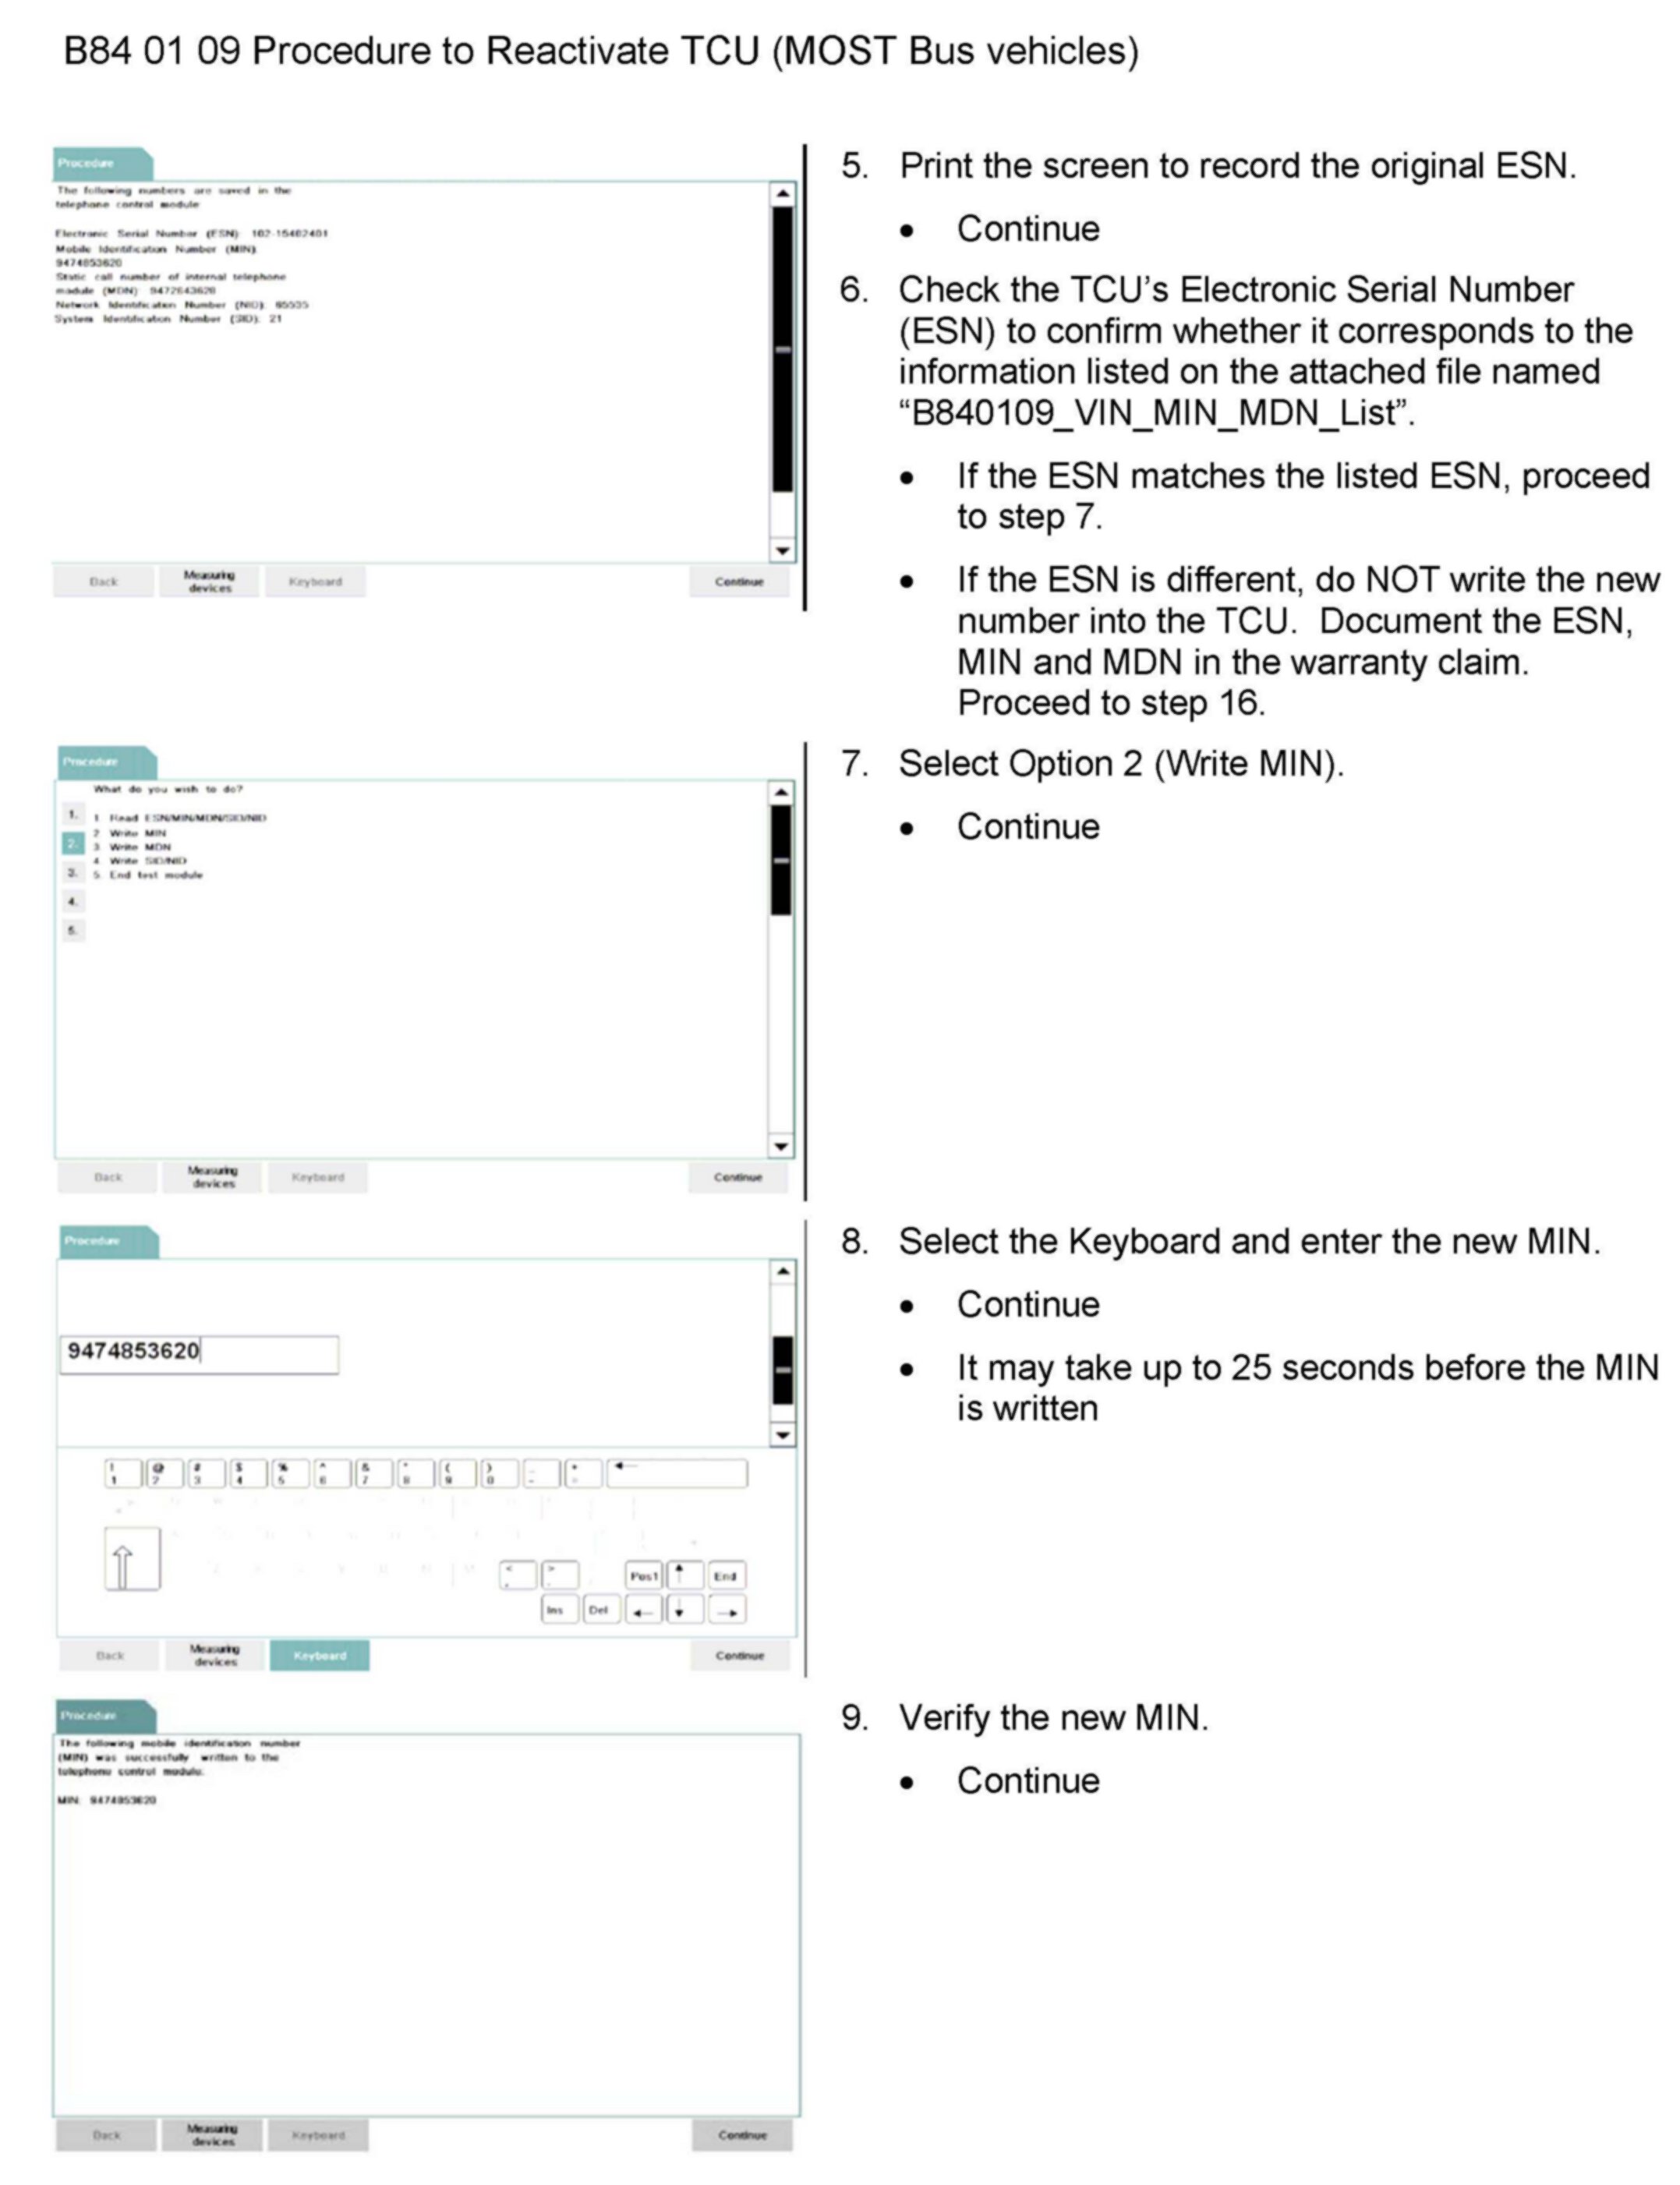 B84 01 09 Procedure to Reactivate TCU (MOST Bus vehicles)
Procedure
The following numbers are saved in the
telephone control module
Electronic Serial Number (ESN): 102-15402401
Mobile Identification Number (MIN):
9474853620
Static call number of internal telephone
module (MDN): 9472643620
Network Identification Number (NID): 65535
System Identification Number (SID): 21
Back
Measuring
devices
Keyboard
Continue
5. Print the screen to record the original ESN.
• Continue
6. Check the TCU's Electronic Serial Number
(ESN) to confirm whether it corresponds to the
information listed on the attached file named
“B840109_VIN_MIN_MDN_List”.
• If the ESN matches the listed ESN, proceed
to step 7.
• If the ESN is different, do NOT write the new
number into the TCU. Document the ESN,
MIN and MDN in the warranty claim.
Proceed to step 16.
Procedure
What do you wish to do?
1. 1 Read ESN/MIN/MDN/SID/NID
2. 2 Write MIN
3. 3 Write MDN
4. 4 Write SID/NID
5. 5. End test module
Back
Measuring
devices
Keyboard
Continue
7. Select Option 2 (Write MIN).
• Continue
Procedure
9474853620
! @ # $ % ^ & * ( ) _ +
1 2 3 4 5 6 7 8 9 0 - =
< >
, .
Pos1
End
Ins
Del
Back
Measuring
devices
Keyboard
Continue
8. Select the Keyboard and enter the new MIN.
• Continue
• It may take up to 25 seconds before the MIN
is written
Procedure
The following mobile identification number
(MIN) was successfully written to the
telephone control module:
MIN: 9474853620
Back
Measuring
devices
Keyboard
Continue
9. Verify the new MIN.
• Continue